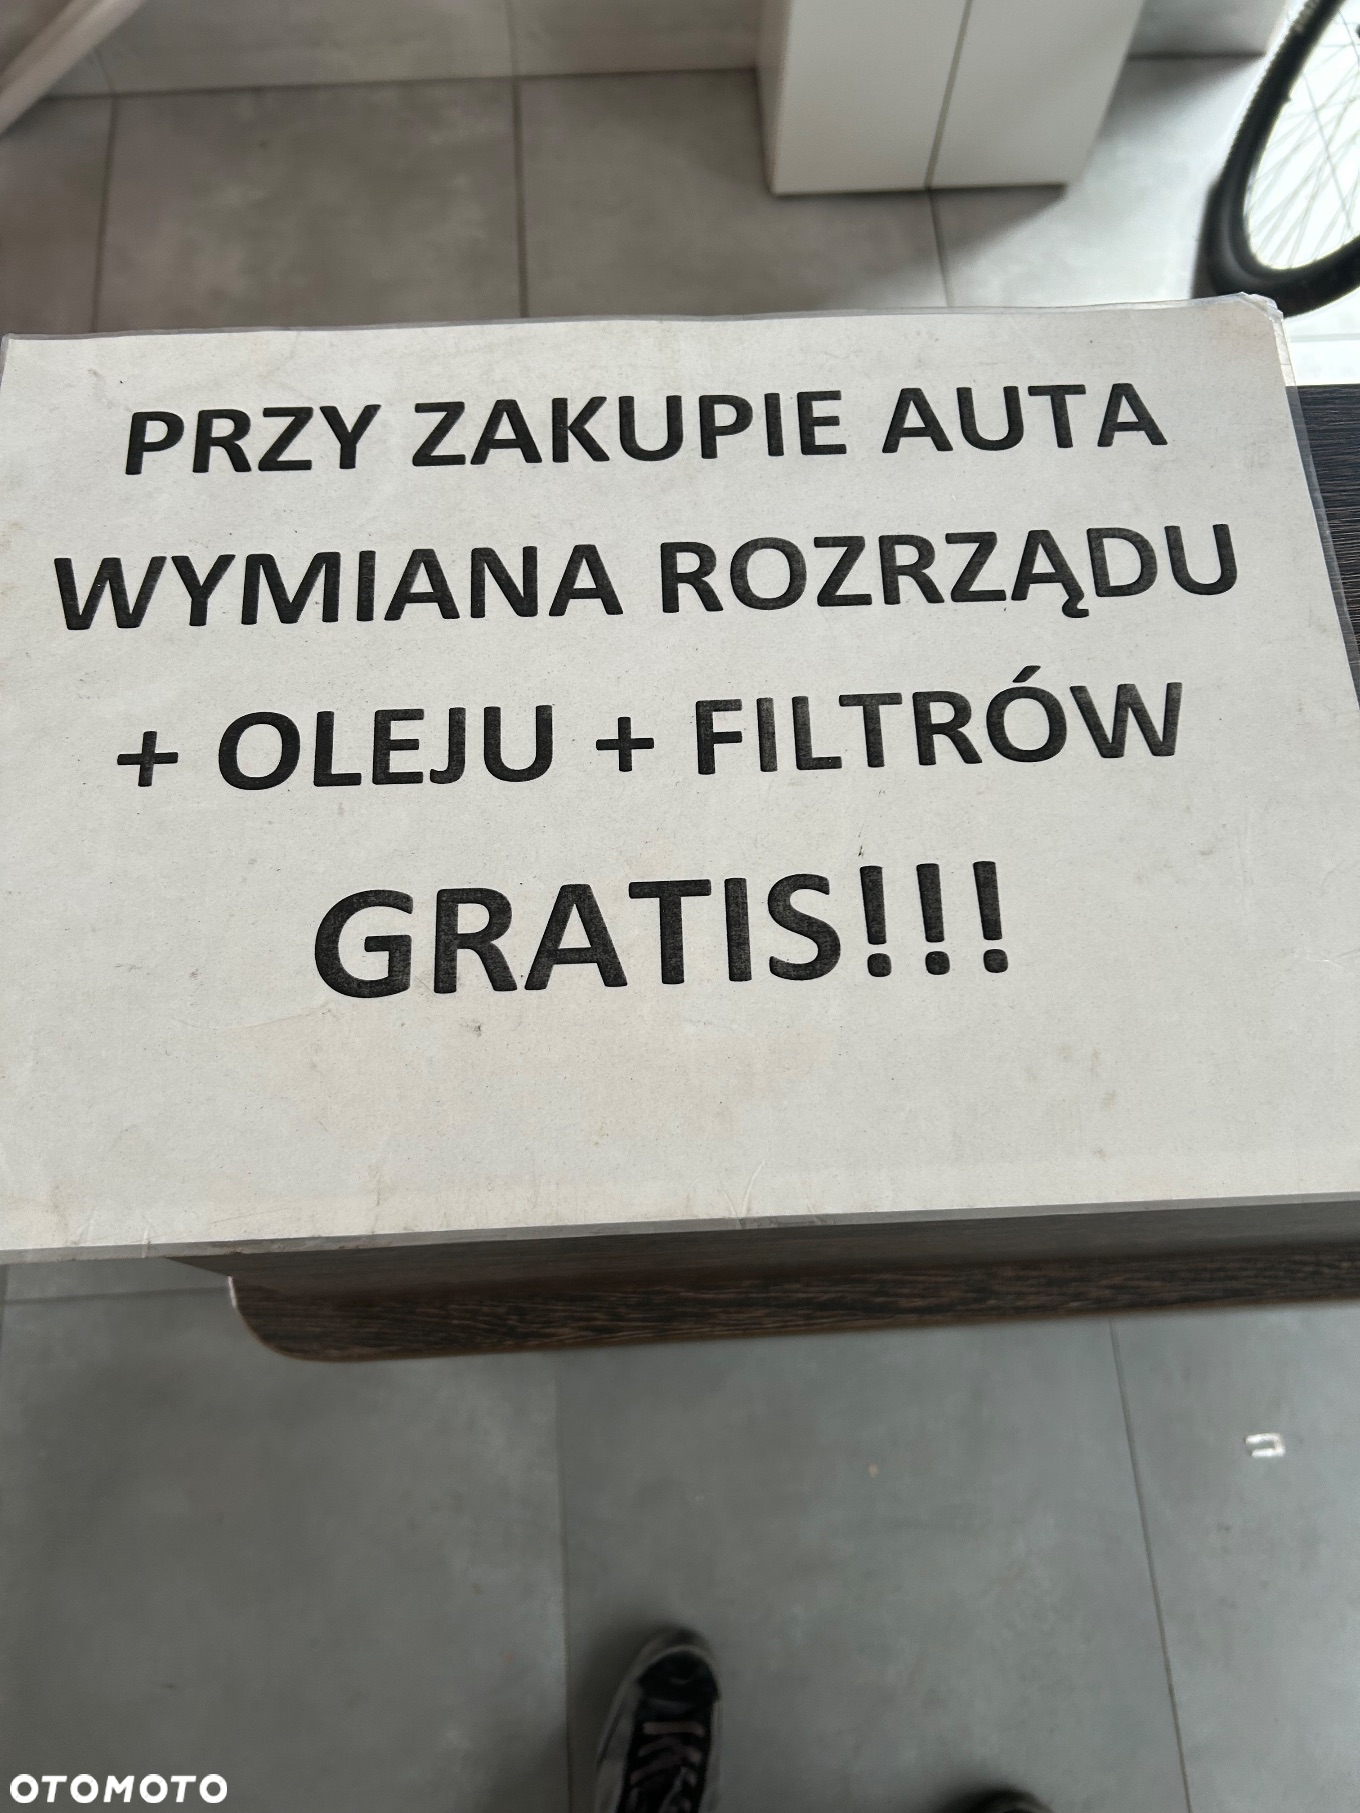 PRZY ZAKUPIE AUTA
WYMIANA ROZRZĄDU
+ OLEJU + FILTRÓW
GRATIS!!!
OTOMOTO